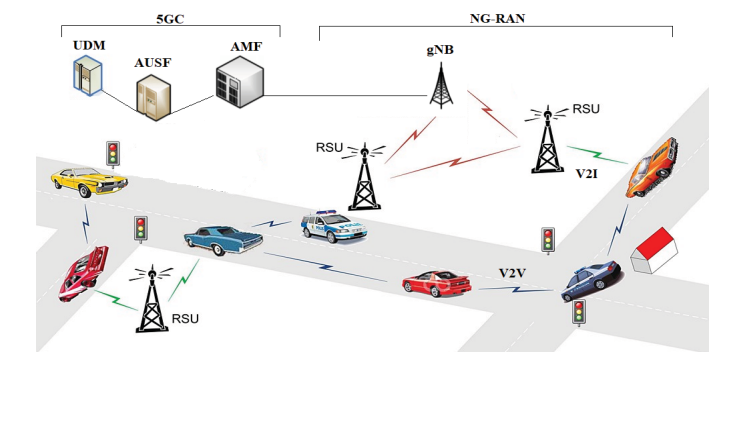 5GC
NG-RAN
UDM
AUSF
AMF
gNB
RSU
RSU
V2I
V2V
RSU